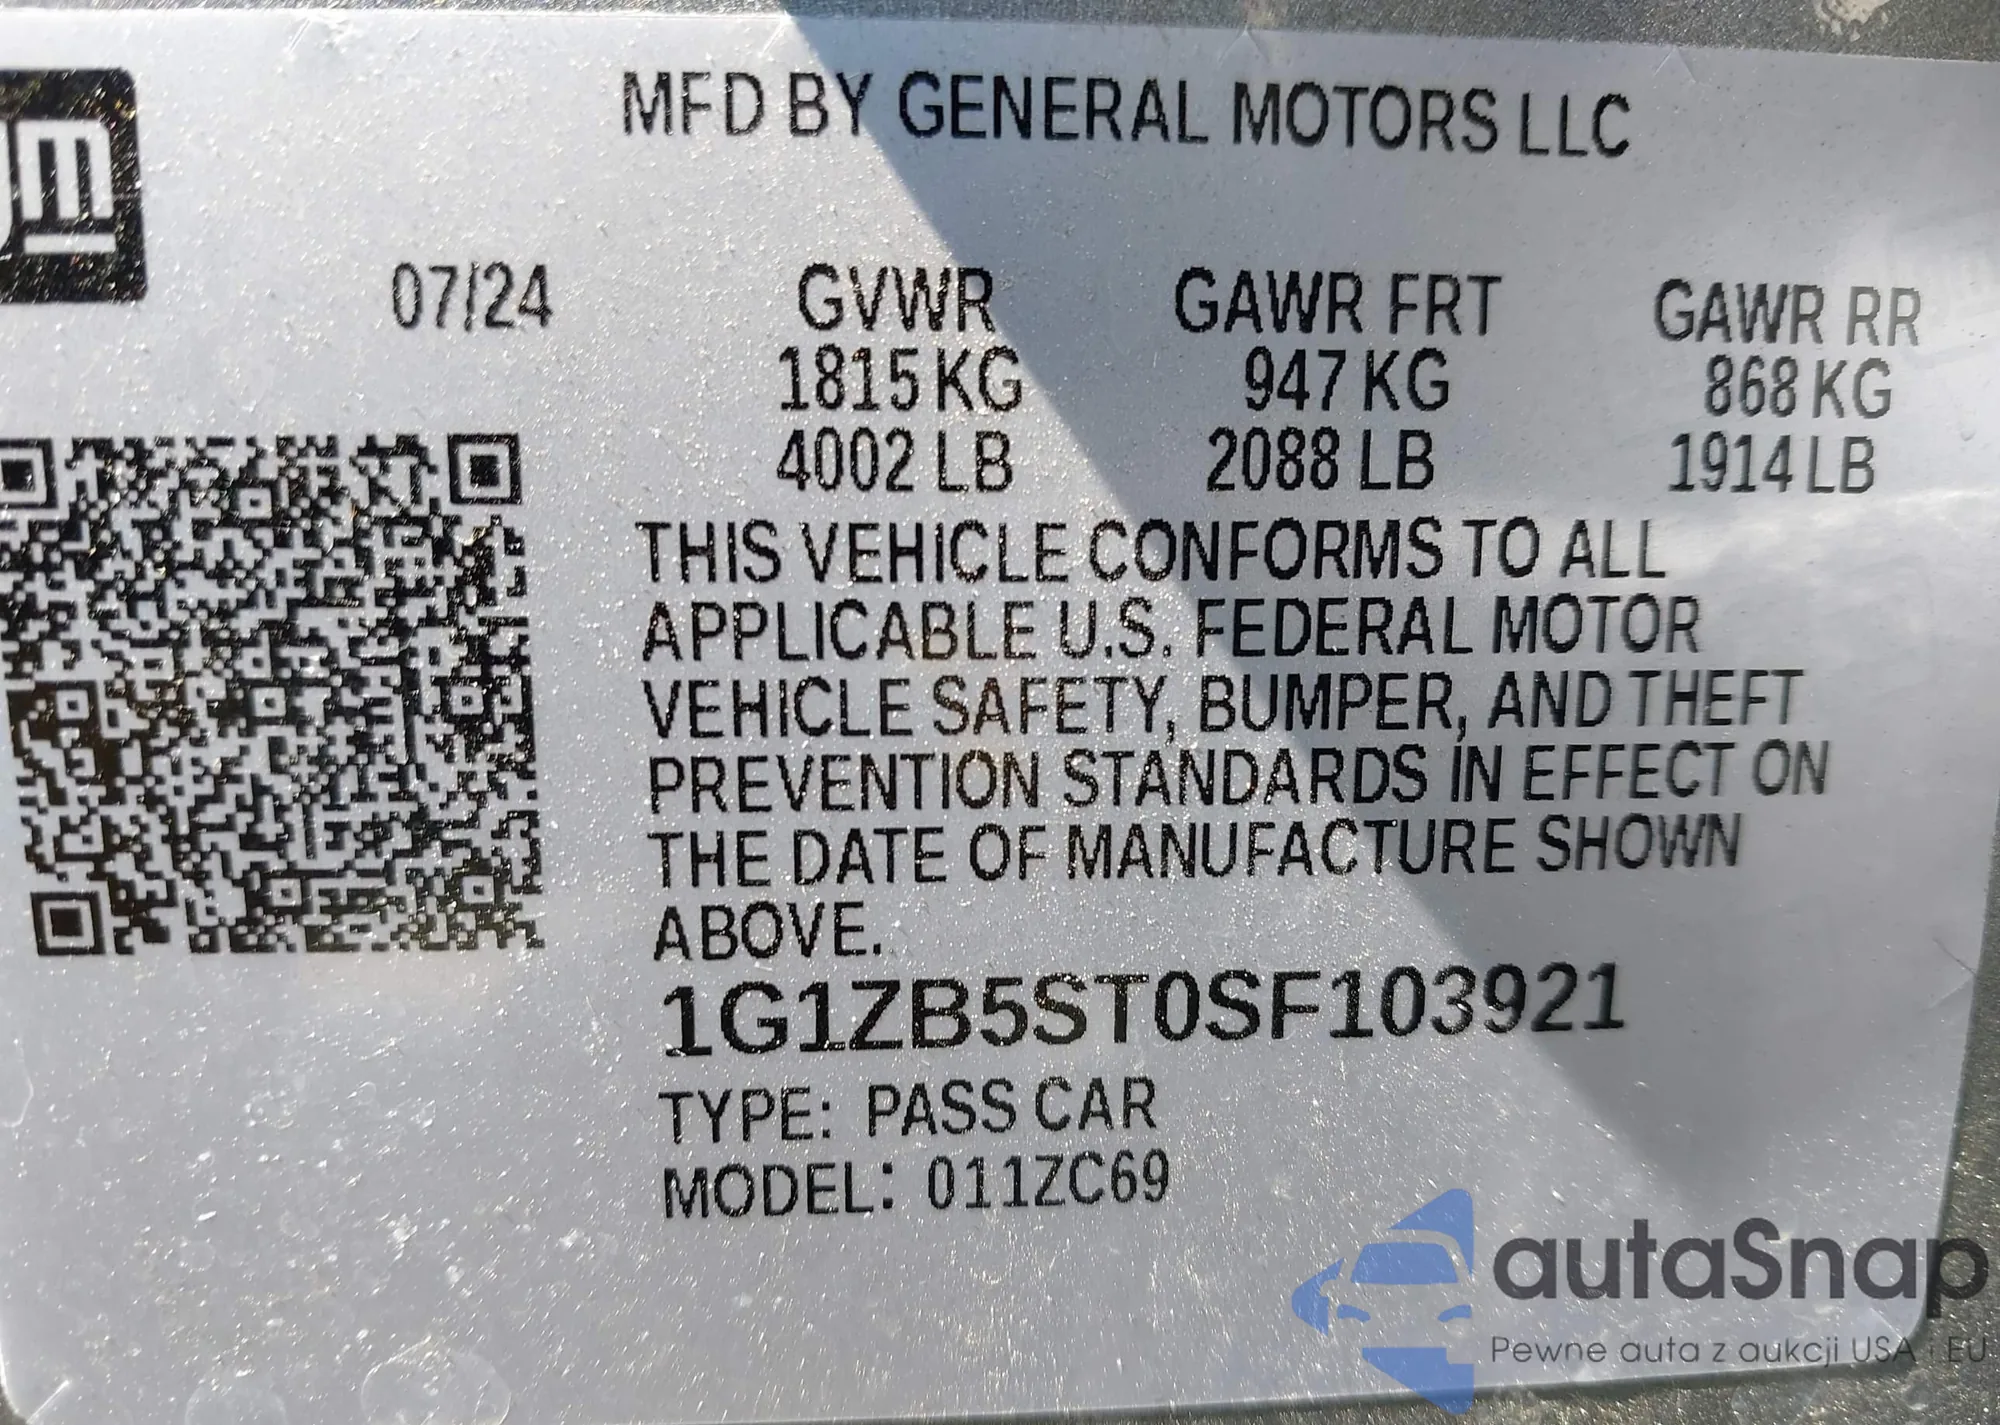 MFD BY GENERAL MOTORS LLC
07/24 GVWR GAWR FRT GAWR RR
1815 KG 947 KG 868 KG
4002 LB 2088 LB 1914 LB
THIS VEHICLE CONFORMS TO ALL
APPLICABLE U.S. FEDERAL MOTOR
VEHICLE SAFETY, BUMPER, AND THEFT
PREVENTION STANDARDS IN EFFECT ON
THE DATE OF MANUFACTURE SHOWN
ABOVE.
1G1ZB5ST0SF103921
TYPE: PASS CAR
MODEL: 011ZC69
autaSnap
Pewne auta z aukcji USA i EU